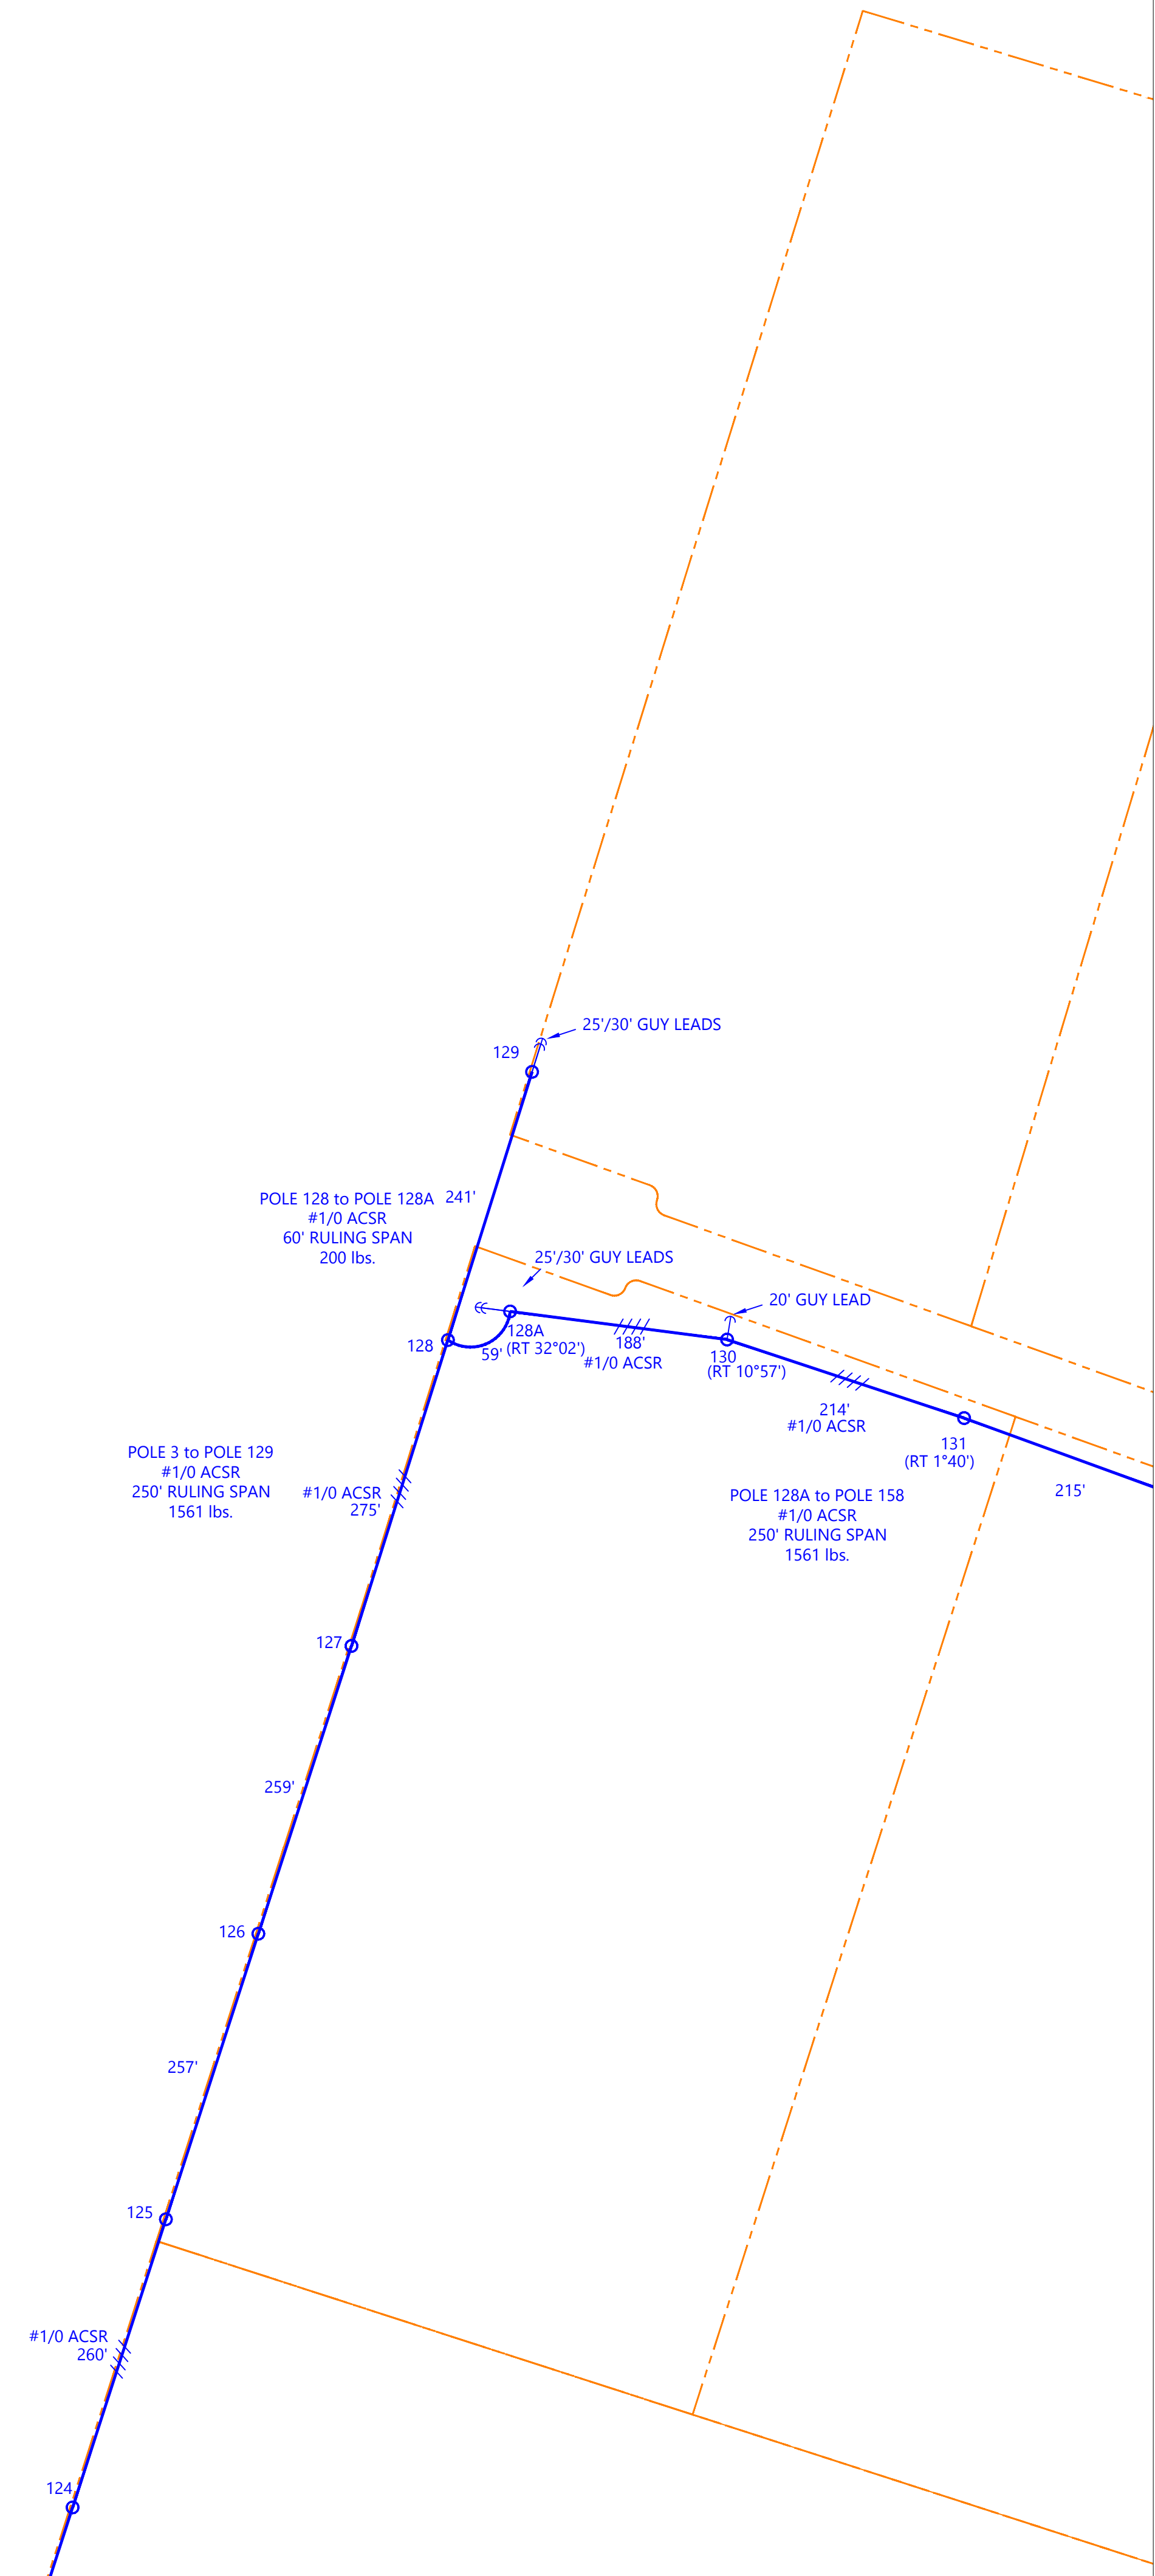 25'/30' GUY LEADS
129
241'
POLE 128 to POLE 128A
#1/0 ACSR
60' RULING SPAN
200 lbs.
25'/30' GUY LEADS
20' GUY LEAD
128
128A
59' (RT 32°02')
188'
#1/0 ACSR
130
(RT 10°57')
214'
#1/0 ACSR
131
(RT 1°40')
215'
POLE 3 to POLE 129
#1/0 ACSR
250' RULING SPAN
1561 lbs.
#1/0 ACSR
275'
POLE 128A to POLE 158
#1/0 ACSR
250' RULING SPAN
1561 lbs.
127
259'
126
257'
125
#1/0 ACSR
260'
124